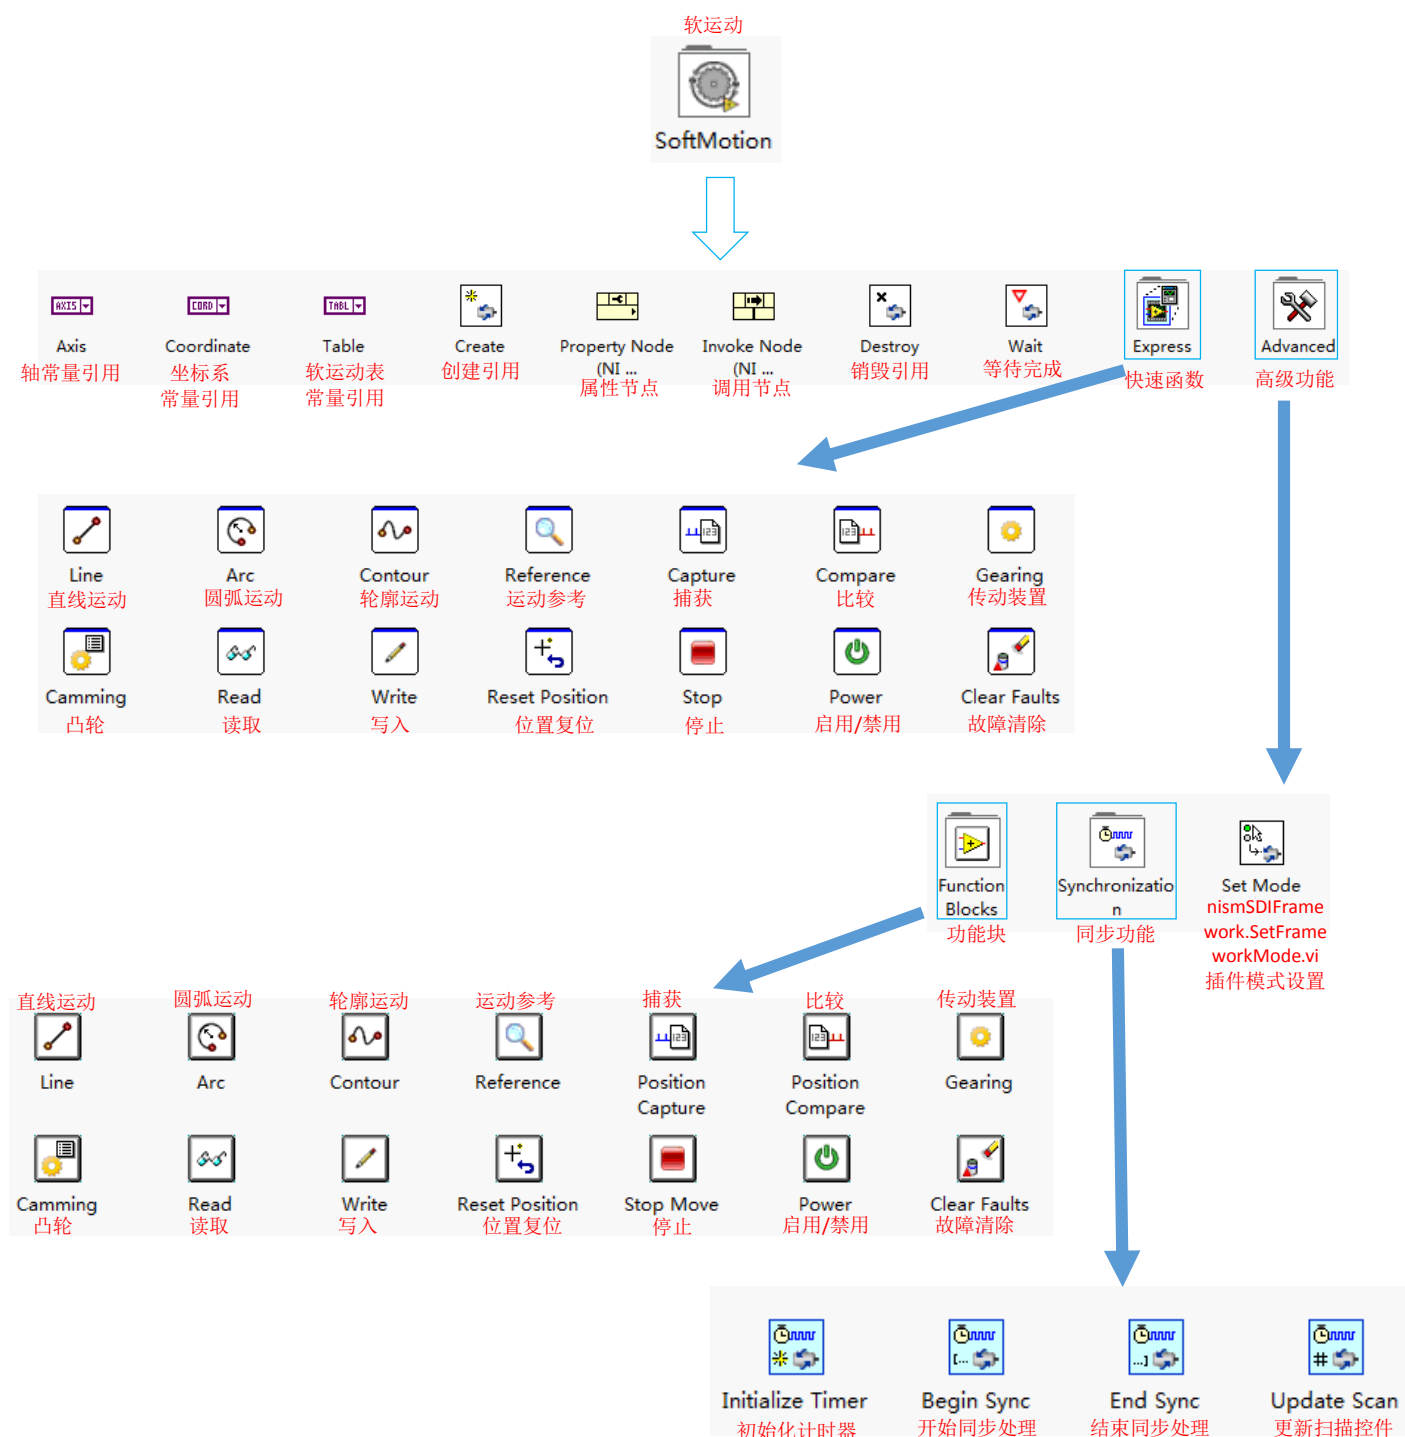 软运动
SoftMotion
AXIS
CORD
TABL
Axis
Coordinate
Table
Create
Property Node
(NI ...
Invoke Node
(NI ...
Destroy
Wait
Express
Advanced
轴常量引用
坐标系
常量引用
软运动表
常量引用
创建引用
属性节点
调用节点
销毁引用
等待完成
快速函数
高级功能
123
123
Line
Arc
Contour
Reference
Capture
Compare
Gearing
直线运动
圆弧运动
轮廓运动
运动参考
捕获
比较
传动装置
Camming
Read
Write
Reset Position
Stop
Power
Clear Faults
凸轮
读取
写入
位置复位
停止
启用/禁用
故障清除
Function
Blocks
功能块
Synchronizatio
n
同步功能
Set Mode
nismSDIFrame
work.SetFrame
workMode.vi
插件模式设置
直线运动
圆弧运动
轮廓运动
运动参考
捕获
比较
传动装置
123
123
Line
Arc
Contour
Reference
Position
Capture
Position
Compare
Gearing
Camming
Read
Write
Reset Position
Stop Move
Power
Clear Faults
凸轮
读取
写入
位置复位
停止
启用/禁用
故障清除
Initialize Timer
Begin Sync
End Sync
Update Scan
初始化计时器
开始同步处理
结束同步处理
更新扫描控件